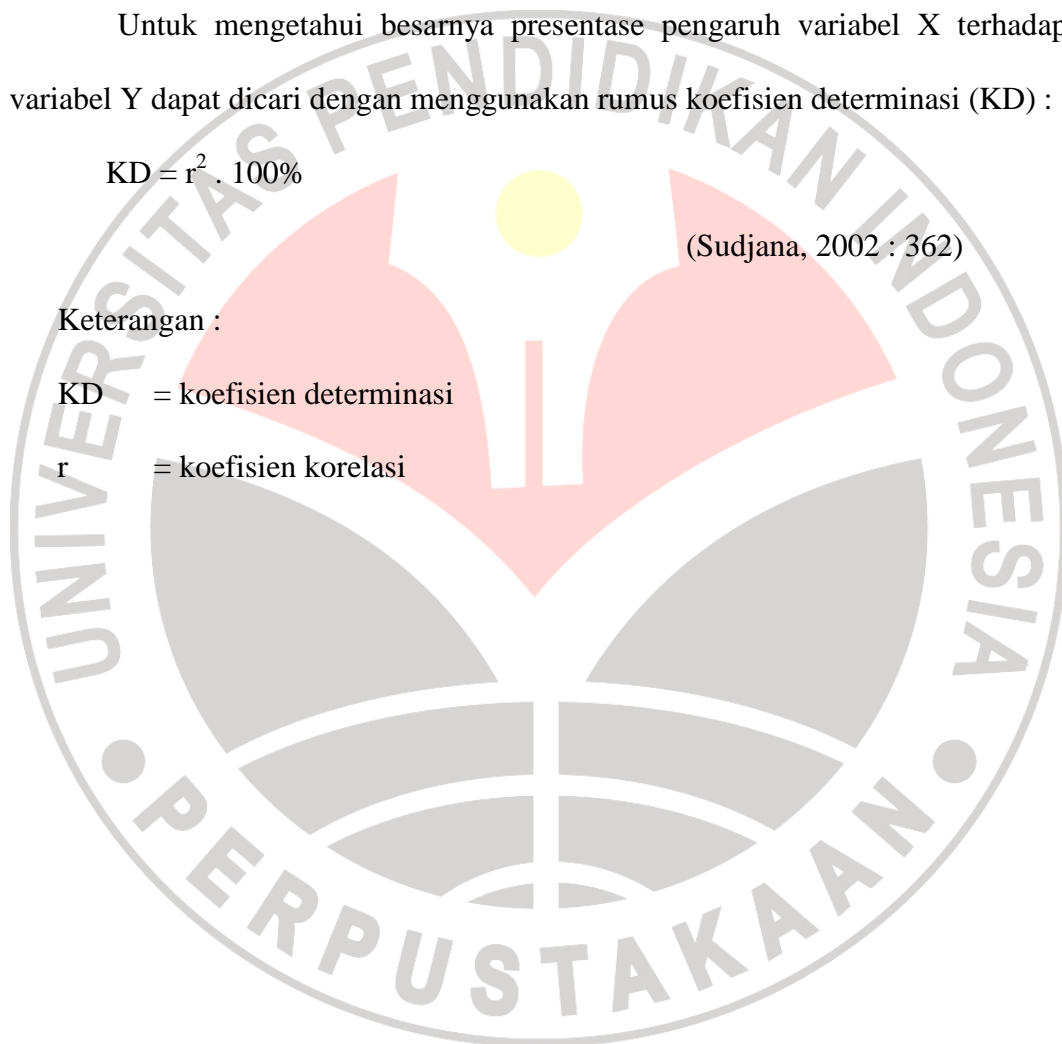 Untuk mengetahui besarnya presentase pengaruh variabel X terhadap
variabel Y dapat dicari dengan menggunakan rumus koefisien determinasi (KD) :
KD = r² . 100%
(Sudjana, 2002 : 362)
Keterangan :
KD = koefisien determinasi
r = koefisien korelasi
UNIVERSITAS PENDIDIKAN INDONESIA
PERPUSTAKAAN